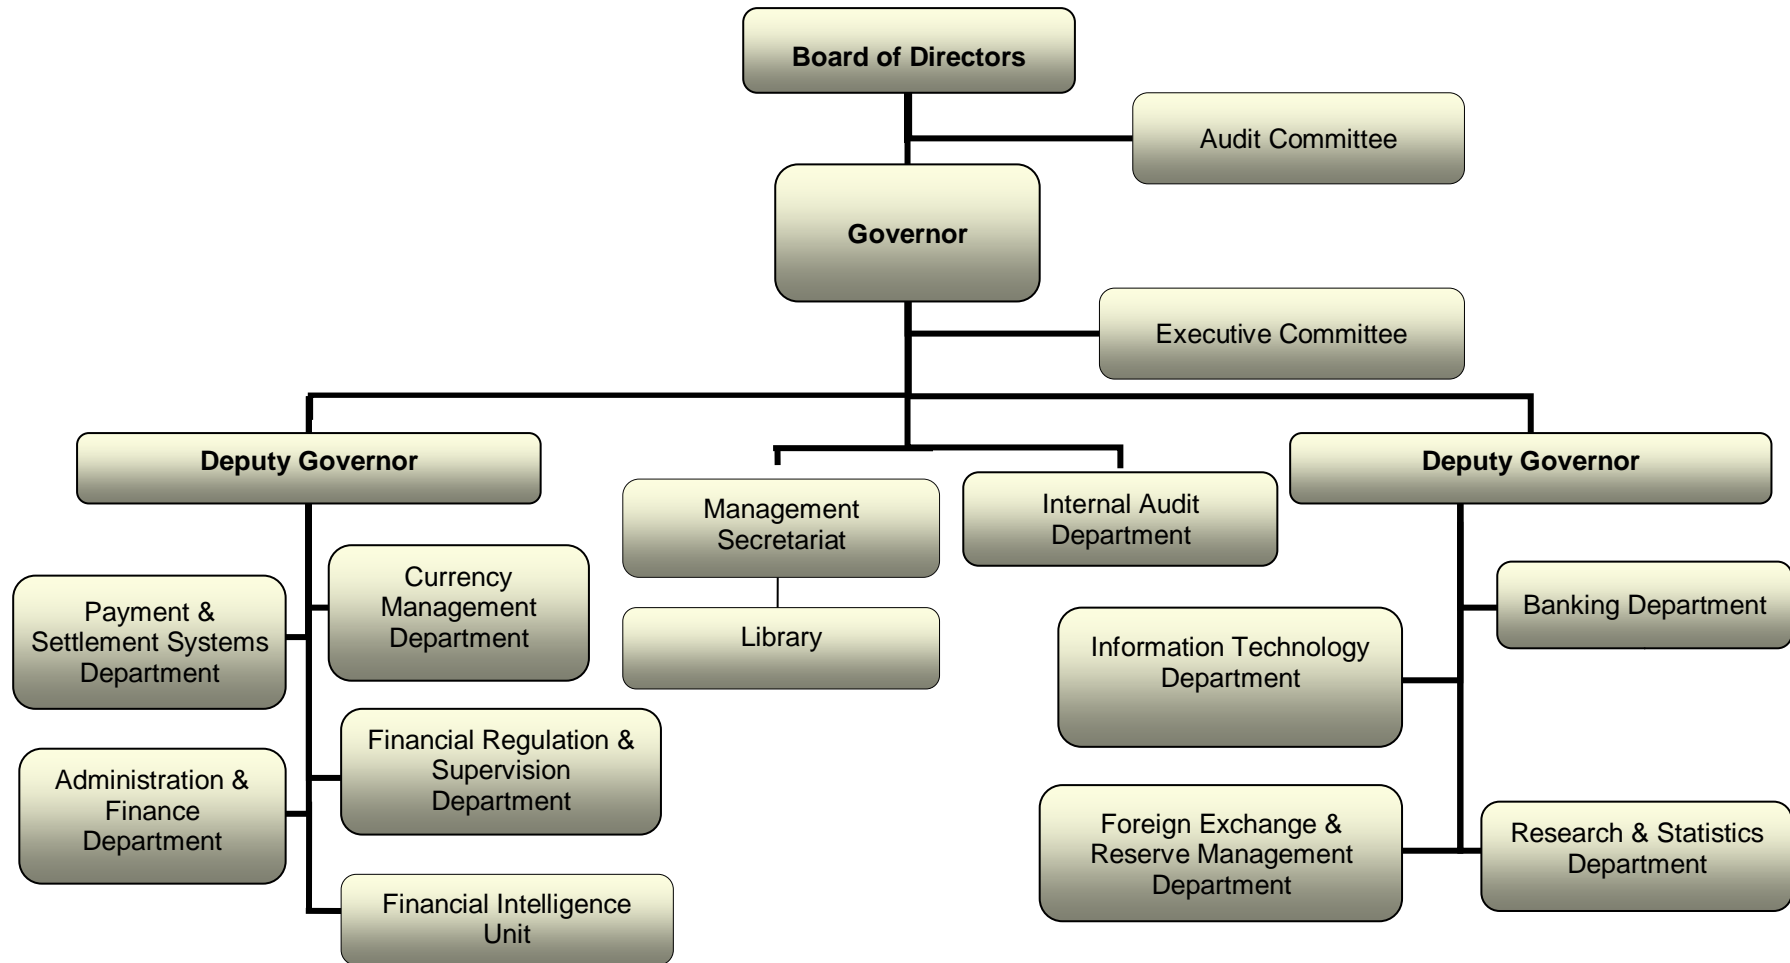 Board of Directors
Audit Committee
Governor
Executive Committee
Deputy Governor
Deputy Governor
Management
Secretariat
Internal Audit
Department
Library
Currency
Management
Department
Payment &
Settlement Systems
Department
Financial Regulation &
Supervision
Department
Administration &
Finance
Department
Financial Intelligence
Unit
Banking Department
Information Technology
Department
Foreign Exchange &
Reserve Management
Department
Research & Statistics
Department